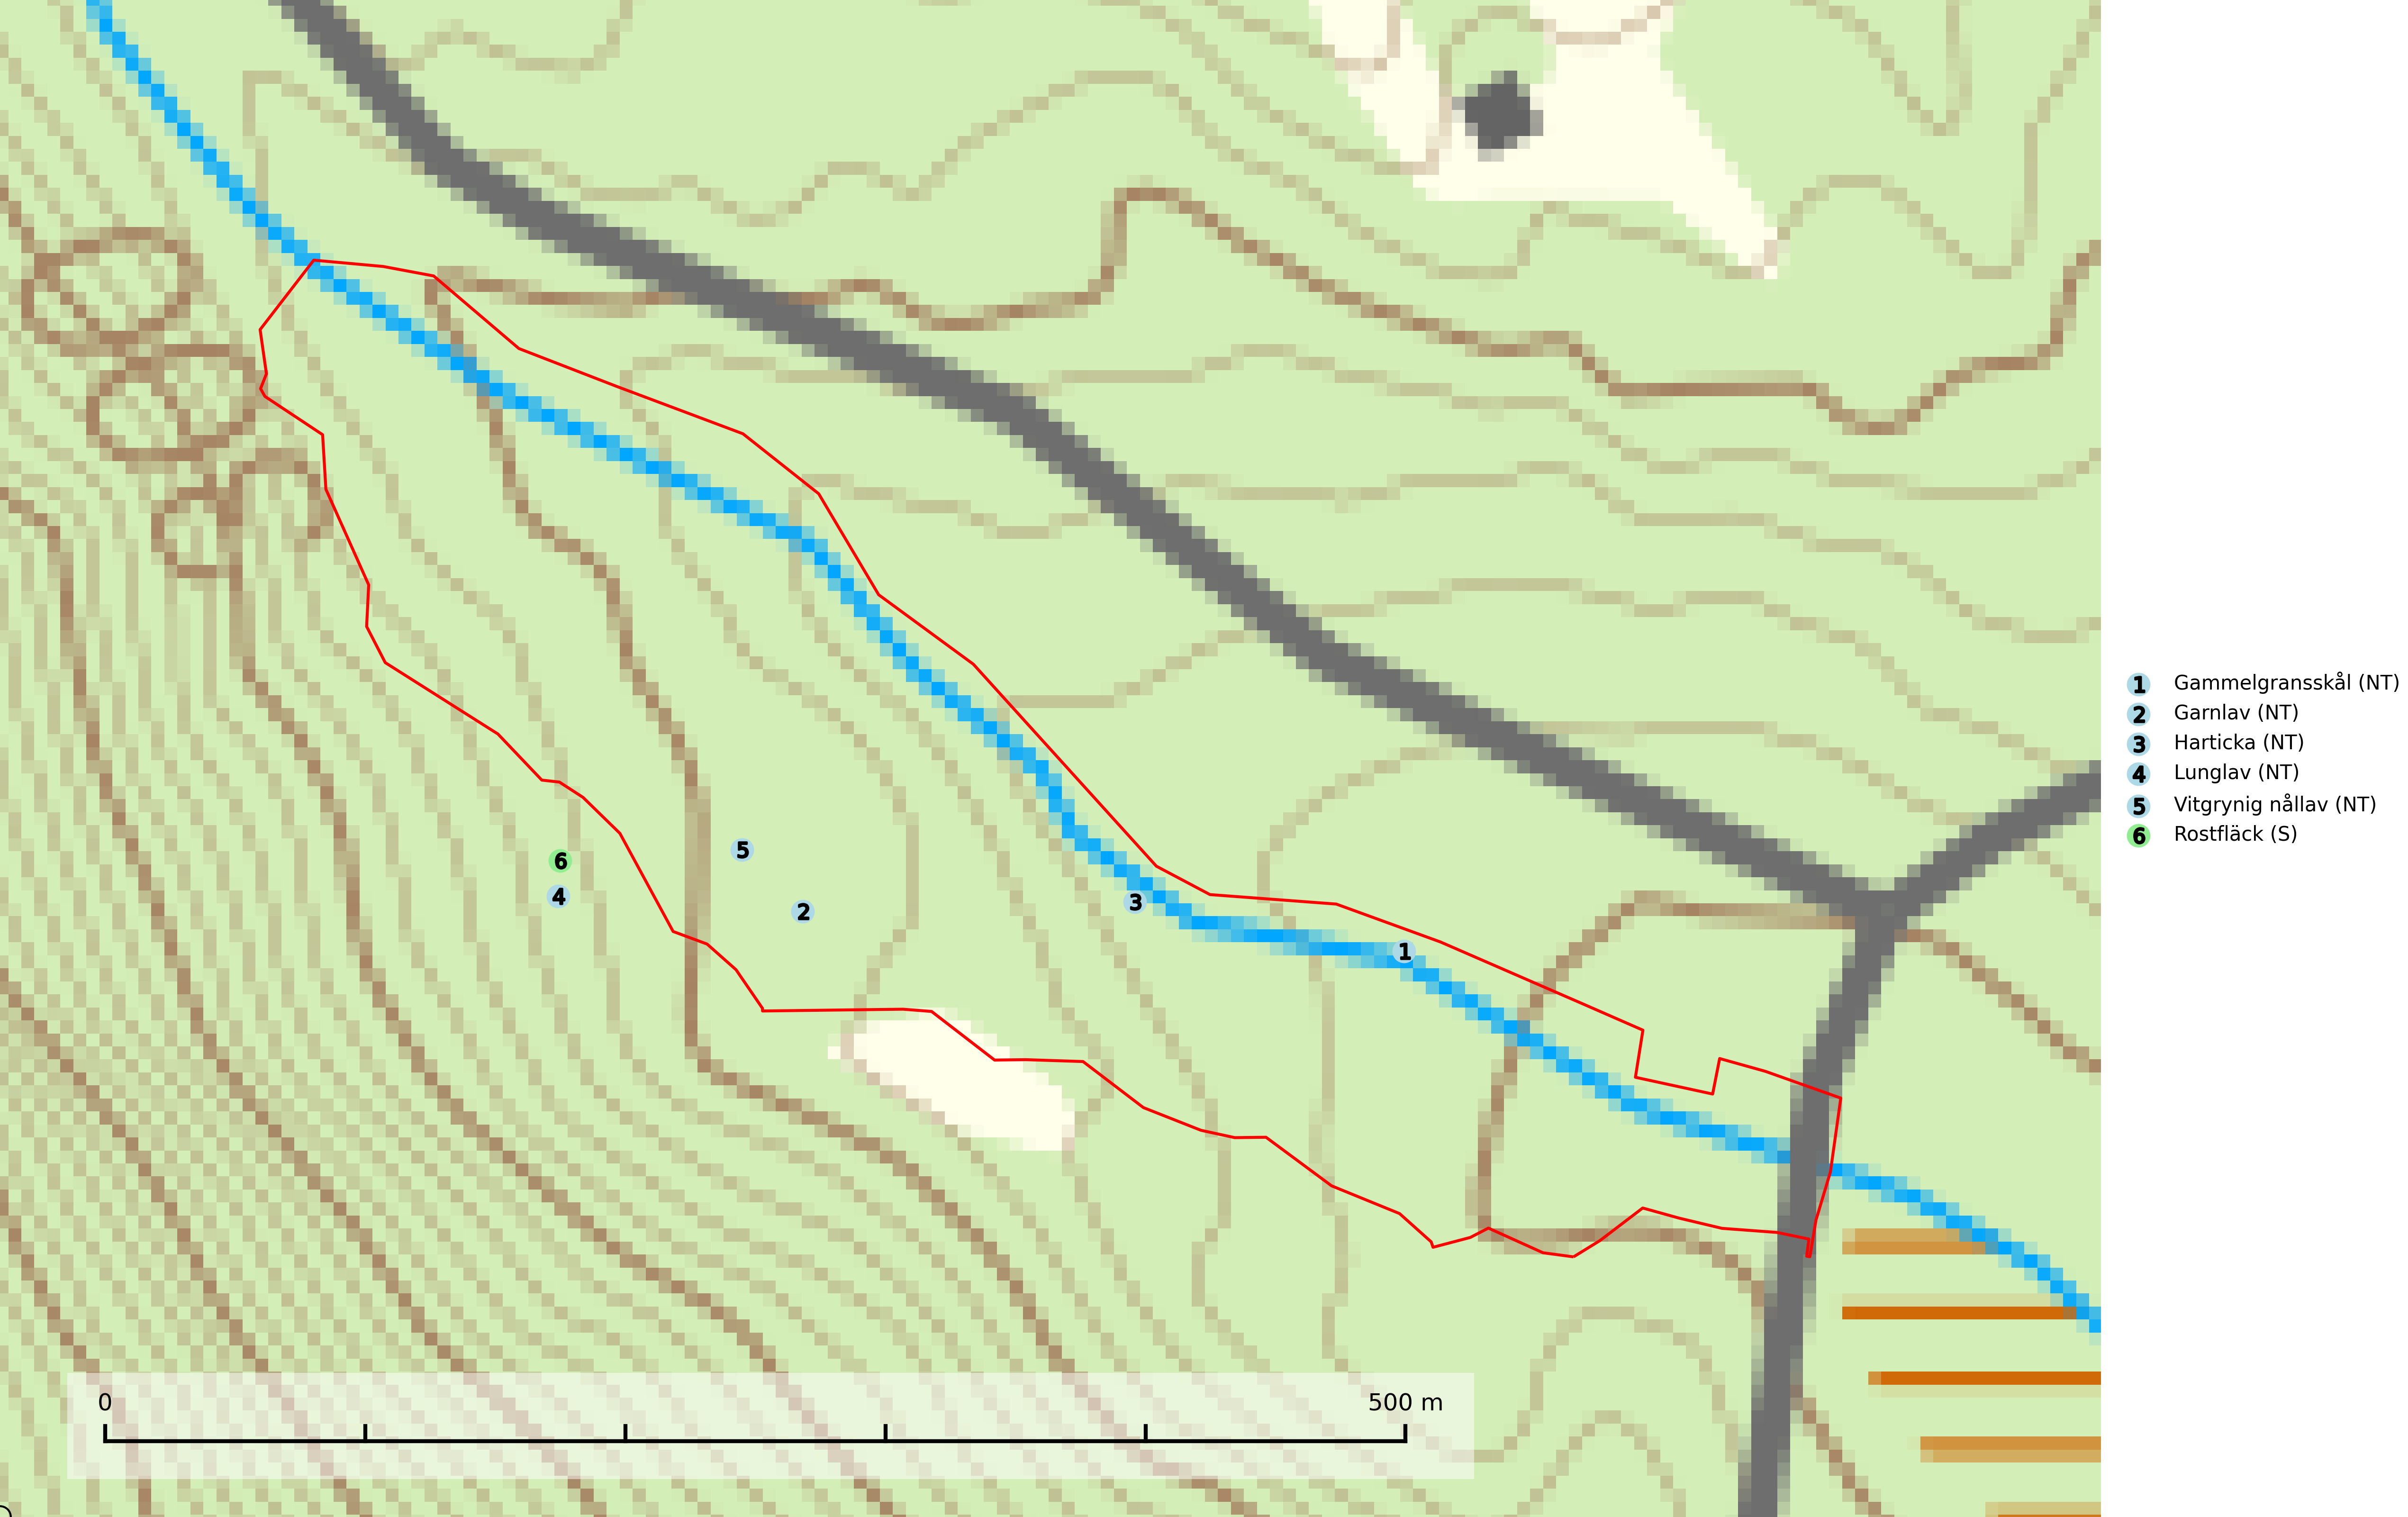 1 Gammelgransskål (NT)
2 Garnlav (NT)
3 Harticka (NT)
4 Lunglav (NT)
5 Vitgrynig nållav (NT)
6 Rostfläck (S)
5
6
4
2
3
1
0 500 m